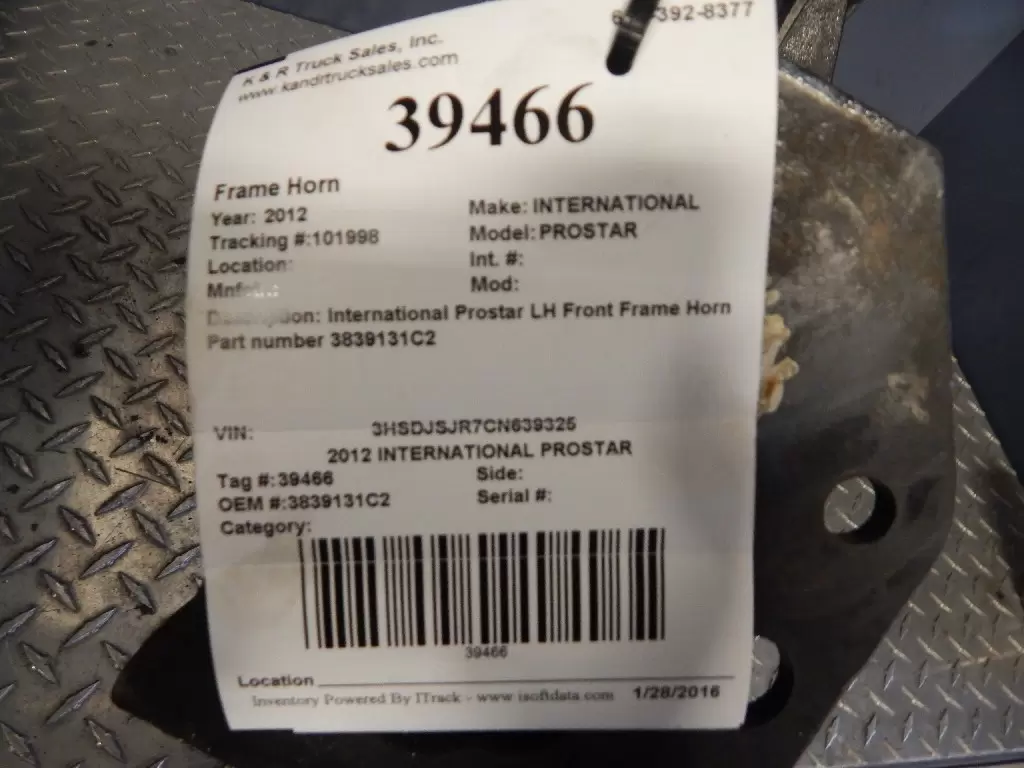 K & R Truck Sales, Inc.
www.kandrtrucksales.com
-392-8377
39466
Frame Horn
Year: 2012
Make: INTERNATIONAL
Tracking #:101998
Model: PROSTAR
Location:
Int. #:
Mod:
Description: International Prostar LH Front Frame Horn
Part number 3839131C2
VIN: 3HSDJSJR7CN639325
2012 INTERNATIONAL PROSTAR
Tag #:39466
Side:
OEM #:3839131C2
Serial #:
Category:
39466
Location
Inventory Powered By ITrack - www.isoftdata.com 1/28/2016